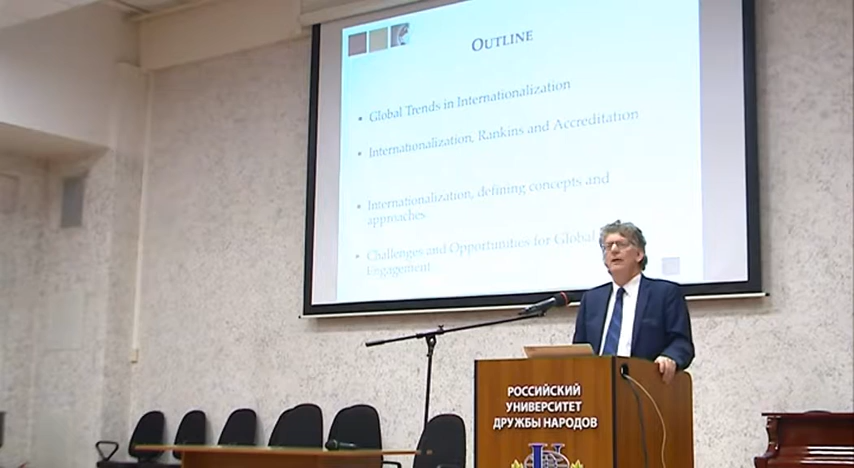 OUTLINE
• Global Trends in Internationalization
• Internationalization, Rankins and Accreditation
• Internationalization, defining concepts and
approaches
• Challenges and Opportunities for Global
Engagement
РОССИЙСКИЙ
УНИВЕРСИТЕТ
ДРУЖБЫ НАРОДОВ